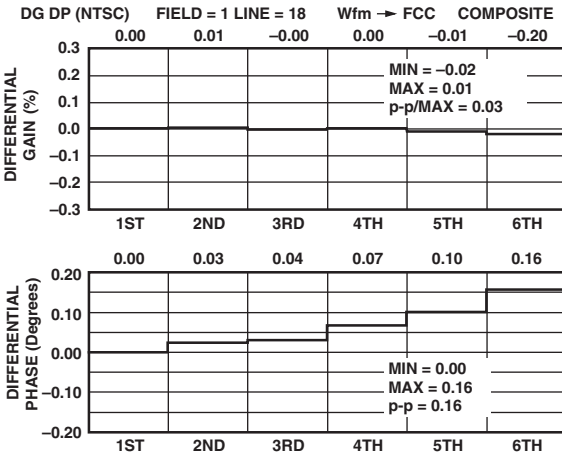 DG DP (NTSC) FIELD = 1 LINE = 18 Wfm → FCC COMPOSITE
0.00 0.01 –0.00 0.00 –0.01 –0.20
DIFFERENTIAL
GAIN (%)
0.3
0.2
0.1
0.0
–0.1
–0.2
–0.3
MIN = –0.02
MAX = 0.01
p-p/MAX = 0.03
1ST 2ND 3RD 4TH 5TH 6TH
0.00 0.03 0.04 0.07 0.10 0.16
DIFFERENTIAL
PHASE (Degrees)
0.20
0.10
0.00
–0.10
–0.20
MIN = 0.00
MAX = 0.16
p-p = 0.16
1ST 2ND 3RD 4TH 5TH 6TH